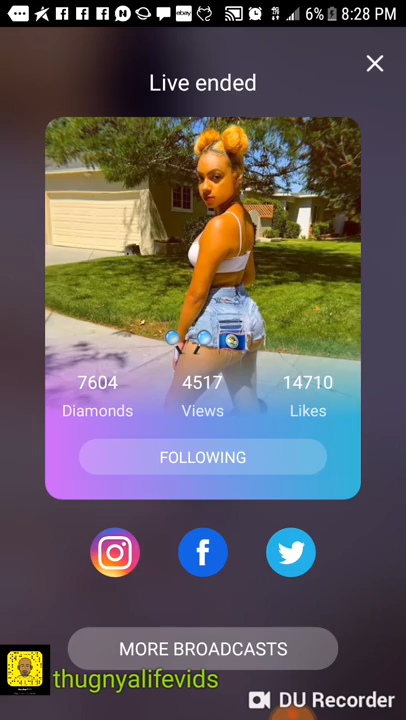 6% 8:28 PM
Live ended
7604 4517 14710
Diamonds Views Likes
FOLLOWING
MORE BROADCASTS
thugnyalifevids
DU Recorder